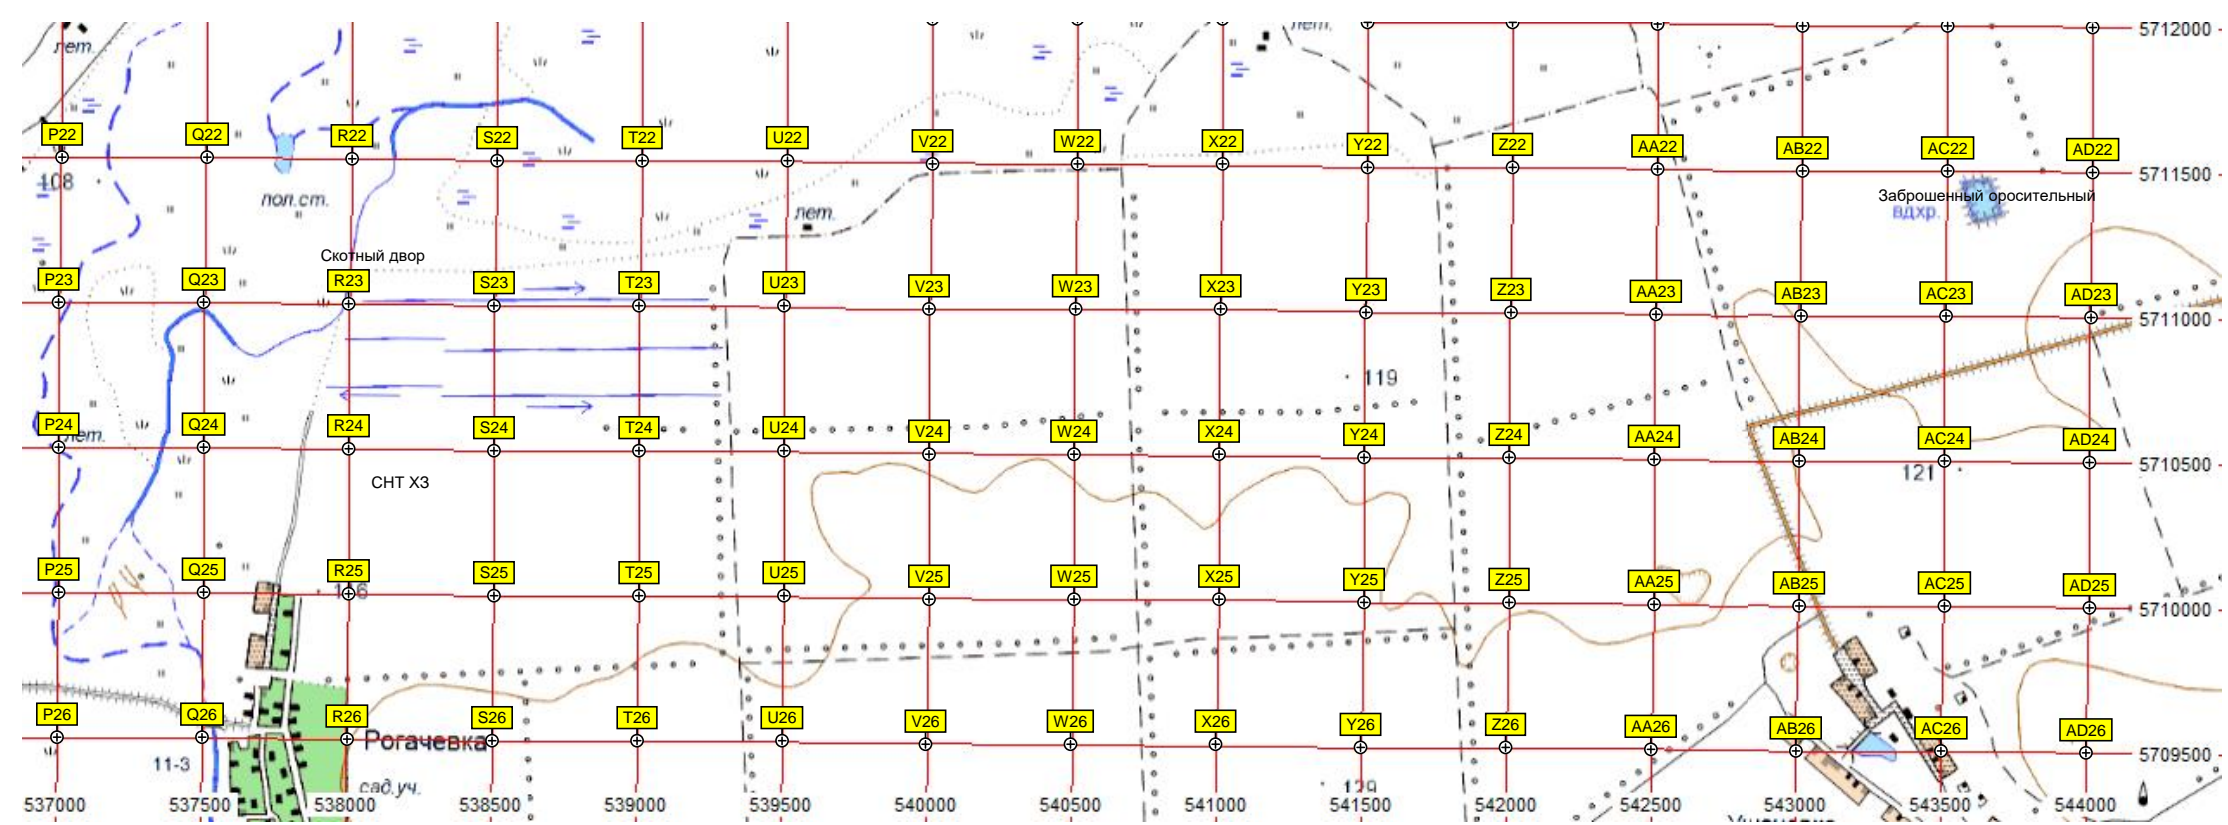 лет.
лет.
5712000
P22 Q22 R22 S22 T22 U22 V22 W22 X22 Y22 Z22 AA22 AB22 AC22 AD22
108
5711500
пол.ст.
Заброшенный оросительный
вдхр.
лет.
Скотный двор
P23 Q23 R23 S23 T23 U23 V23 W23 X23 Y23 Z23 AA23 AB23 AC23 AD23
5711000
119
P24 Q24 R24 S24 T24 U24 V24 W24 X24 Y24 Z24 AA24 AB24 AC24 AD24
лет.
121
5710500
СНТ ХЗ
P25 Q25 R25 S25 T25 U25 V25 W25 X25 Y25 Z25 AA25 AB25 AC25 AD25
5710000
P26 Q26 R26 S26 T26 U26 V26 W26 X26 Y26 Z26 AA26 AB26 AC26 AD26
Рогачевка
5709500
11-3
сад.уч.
537000 537500 538000 538500 539000 539500 540000 540500 541000 541500 542000 542500 543000 543500 544000